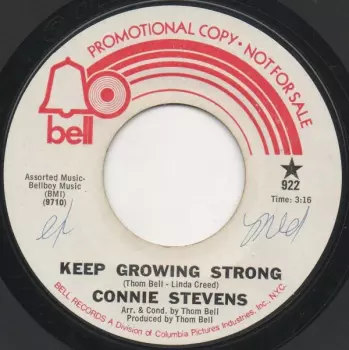 PROMOTIONAL COPY • NOT FOR SALE
bell
Assorted Music-
Bellboy Music
(BMI)
(9710)
★
922
Time: 3:16
KEEP GROWING STRONG
(Thom Bell - Linda Creed)
CONNIE STEVENS
Arr. & Cond. by Thom Bell
Produced by Thom Bell
BELL RECORDS A Division of Columbia Pictures Industries, Inc., N.Y.C.